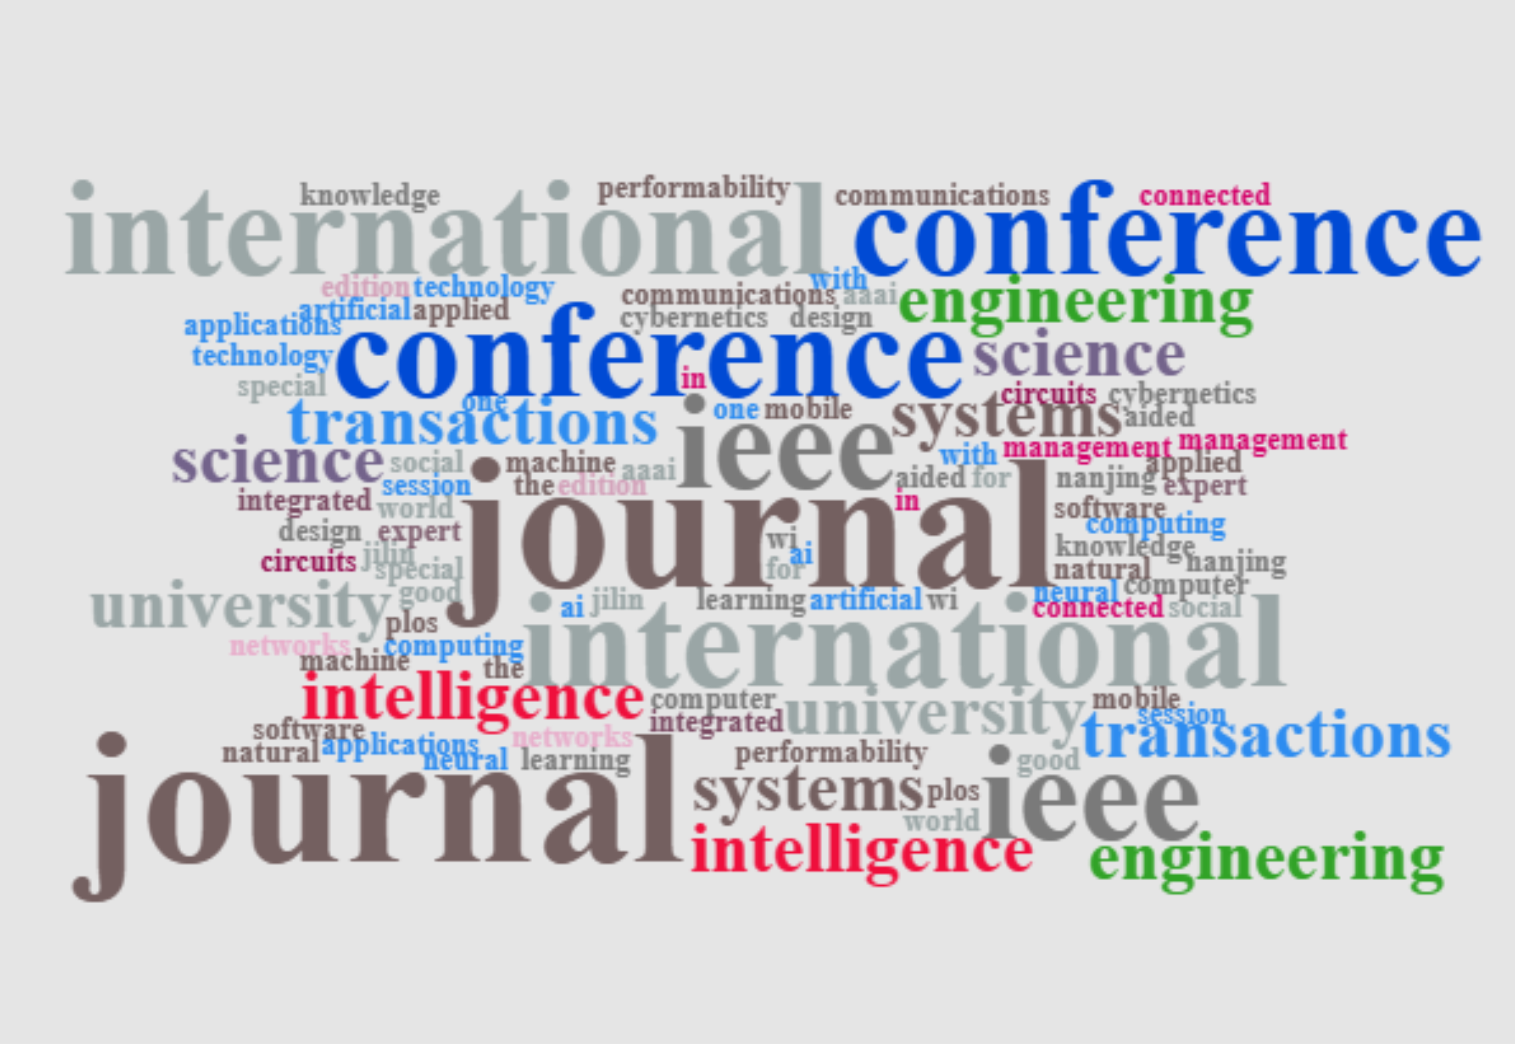 knowledge performability communications connected
international conference
edition technology with
communications aaai engineering
artificial applied
applications cybernetics design
conference science
technology
special in circuits cybernetics
one one mobile systems aided
transactions ieee
with management management
science social machine aaai applied
session the edition aided for nanjing expert
integrated world journal in software
computing
design expert wi knowledge
circuits jilin ai nanjing
special for natural
good neural computer
university ai jilin learning artificial wi connected social
plos international
networks computing
machine the
intelligence computer university mobile
integrated session
software networks transactions
natural applications neural learning performability good
journal systems plos ieee
world
intelligence engineering